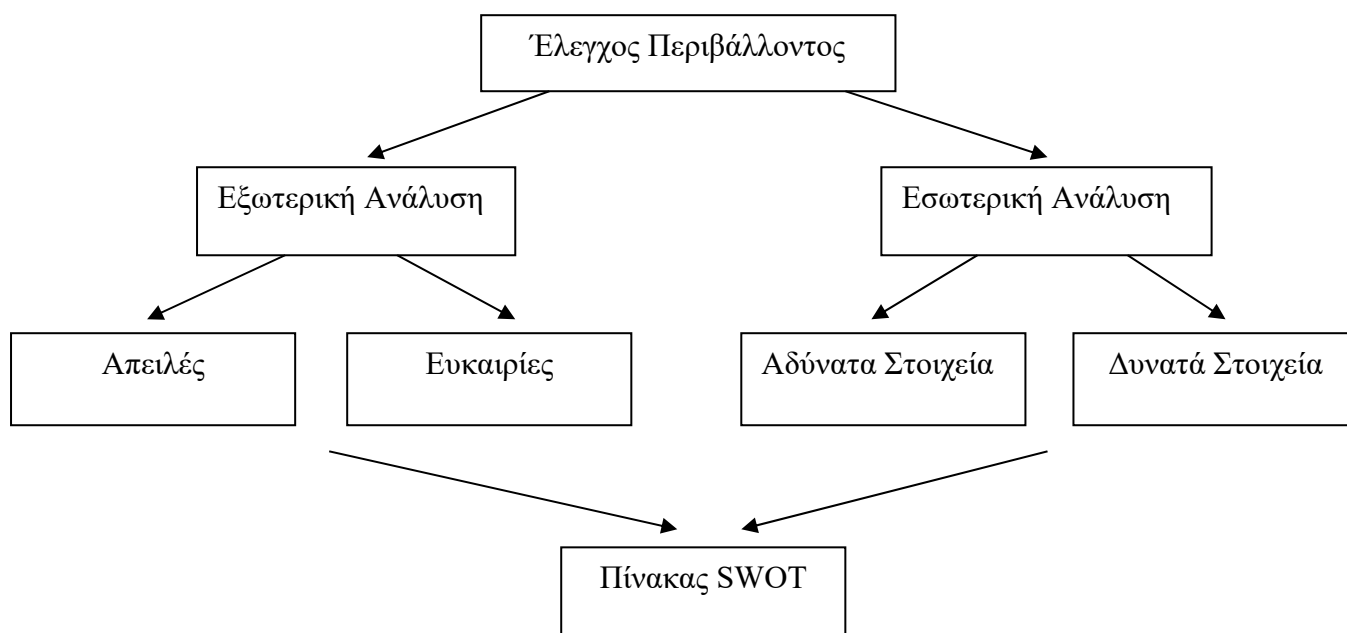 Έλεγχος Περιβάλλοντος
Εξωτερική Ανάλυση
Εσωτερική Ανάλυση
Απειλές
Ευκαιρίες
Αδύνατα Στοιχεία
Δυνατά Στοιχεία
Πίνακας SWOT